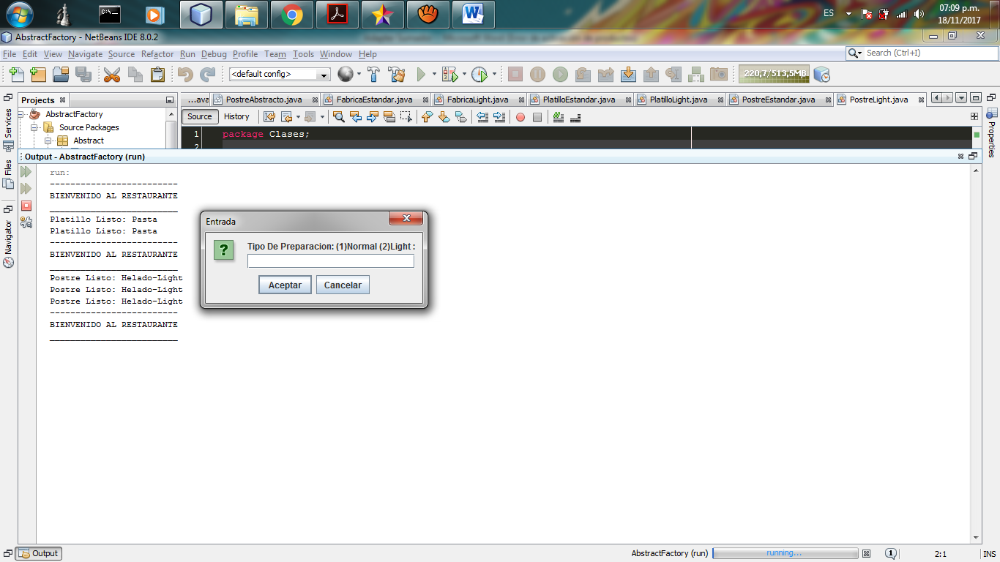 ES
07:09 p.m.
18/11/2017
AbstractFactory - NetBeans IDE 8.0.2
File Edit View Navigate Source Refactor Run Debug Profile Team Tools Window Help
Search (Ctrl+I)
<default config>
220,7/513,5MB
Projects
...ava PostreAbstracto.java FabricaEstandar.java FabricaLight.java PlatilloEstandar.java PlatilloLight.java PostreEstandar.java PostreLight.java
Source History
AbstractFactory
Source Packages
Abstract
1 package Clases;
2
Services
Files
Navigator
Properties
Output - AbstractFactory (run)
run:
-------------------------
BIENVENIDO AL RESTAURANTE
_________________________
Platillo Listo: Pasta
Platillo Listo: Pasta
-------------------------
BIENVENIDO AL RESTAURANTE
_________________________
Postre Listo: Helado-Light
Postre Listo: Helado-Light
Postre Listo: Helado-Light
-------------------------
BIENVENIDO AL RESTAURANTE
_________________________
Entrada
?
Tipo De Preparacion: (1)Normal (2)Light :
Aceptar Cancelar
Output
AbstractFactory (run) running... 1 2:1 INS